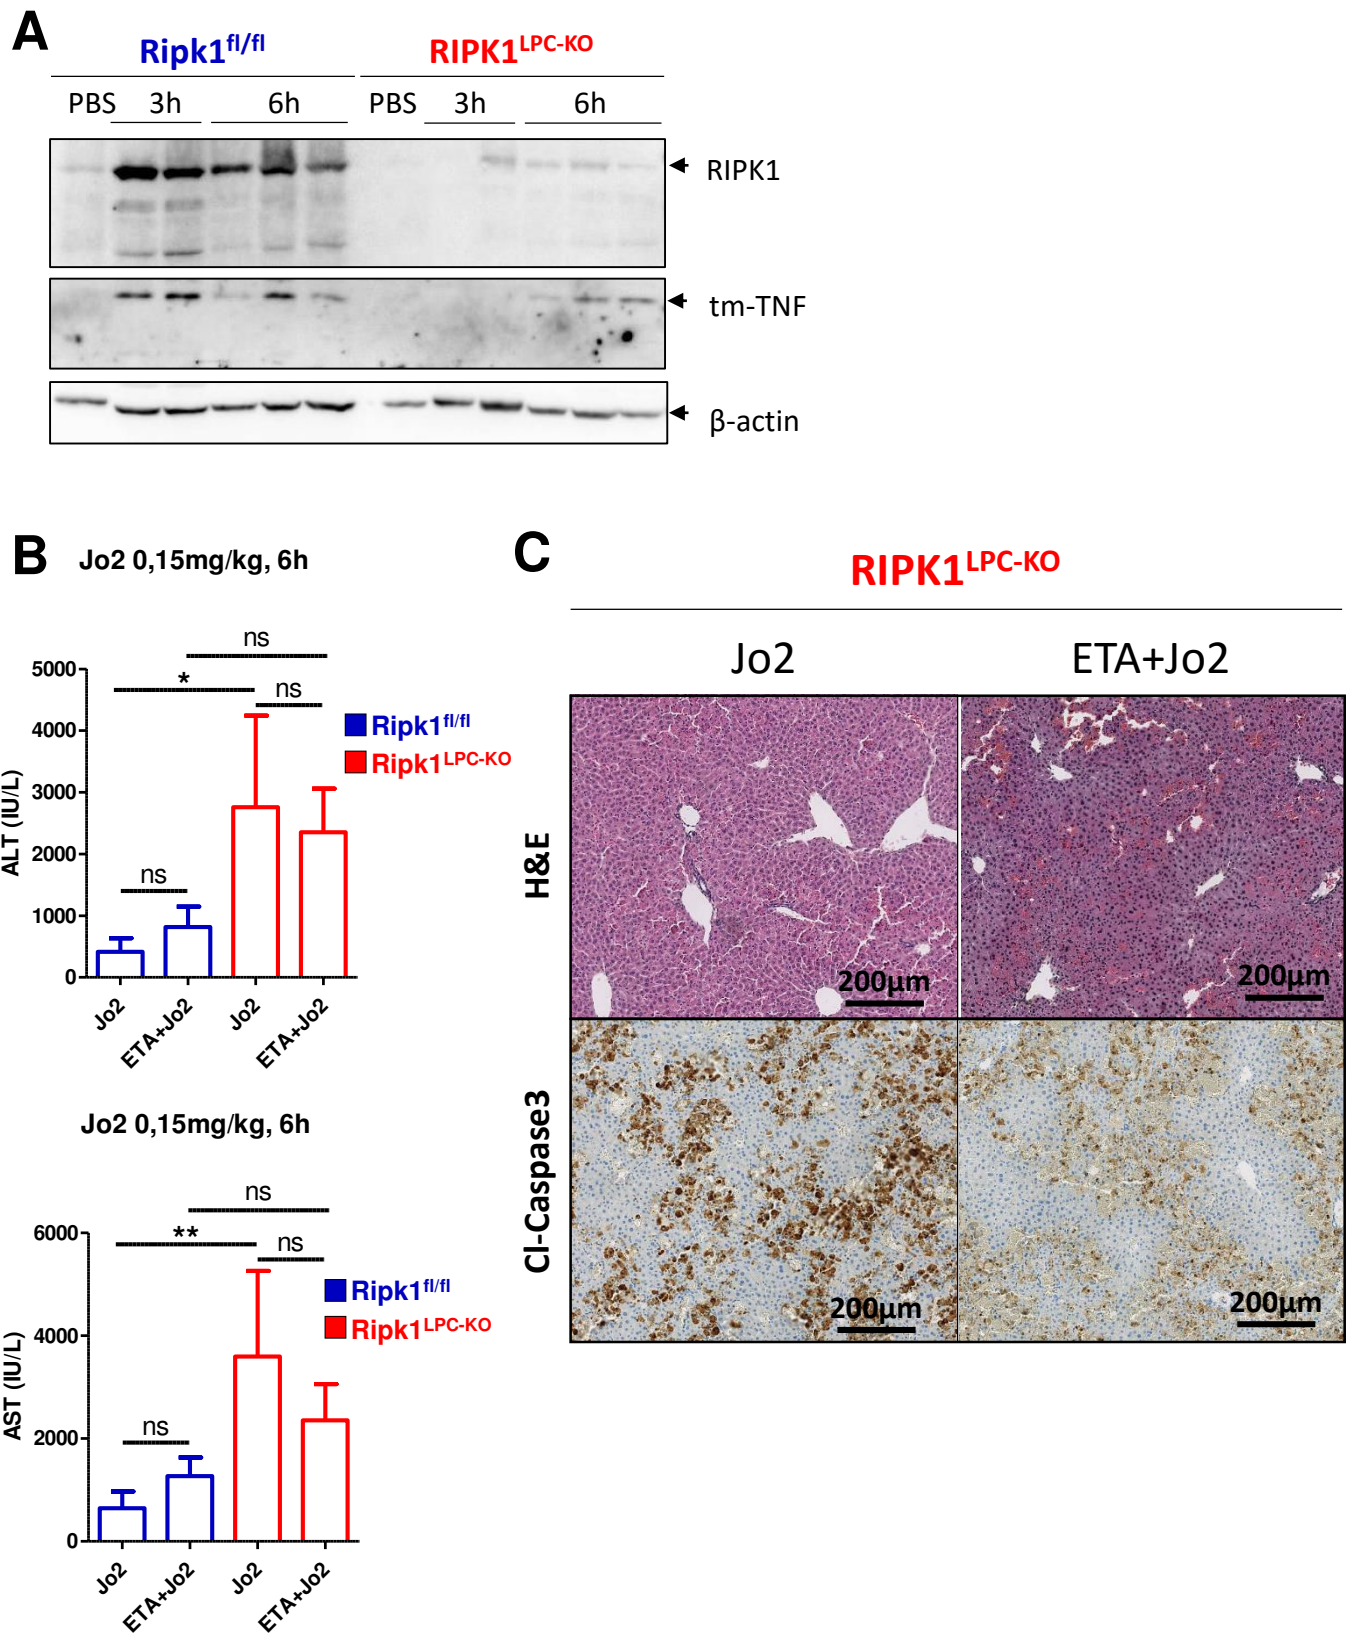 A
Ripk1fl/fl RIPK1LPC-KO
PBS 3h 6h PBS 3h 6h
RIPK1
tm-TNF
β-actin
B
Jo2 0,15mg/kg, 6h
ns
*
ns
ns
5000
4000
3000
2000
1000
0
ALT (IU/L)
Ripk1fl/fl
Ripk1LPC-KO
Jo2 ETA+Jo2 Jo2 ETA+Jo2
Jo2 0,15mg/kg, 6h
ns
**
ns
ns
6000
4000
2000
0
AST (IU/L)
Ripk1fl/fl
Ripk1LPC-KO
Jo2 ETA+Jo2 Jo2 ETA+Jo2
C
RIPK1LPC-KO
Jo2 ETA+Jo2
H&E
200µm 200µm
Cl-Caspase3
200µm 200µm